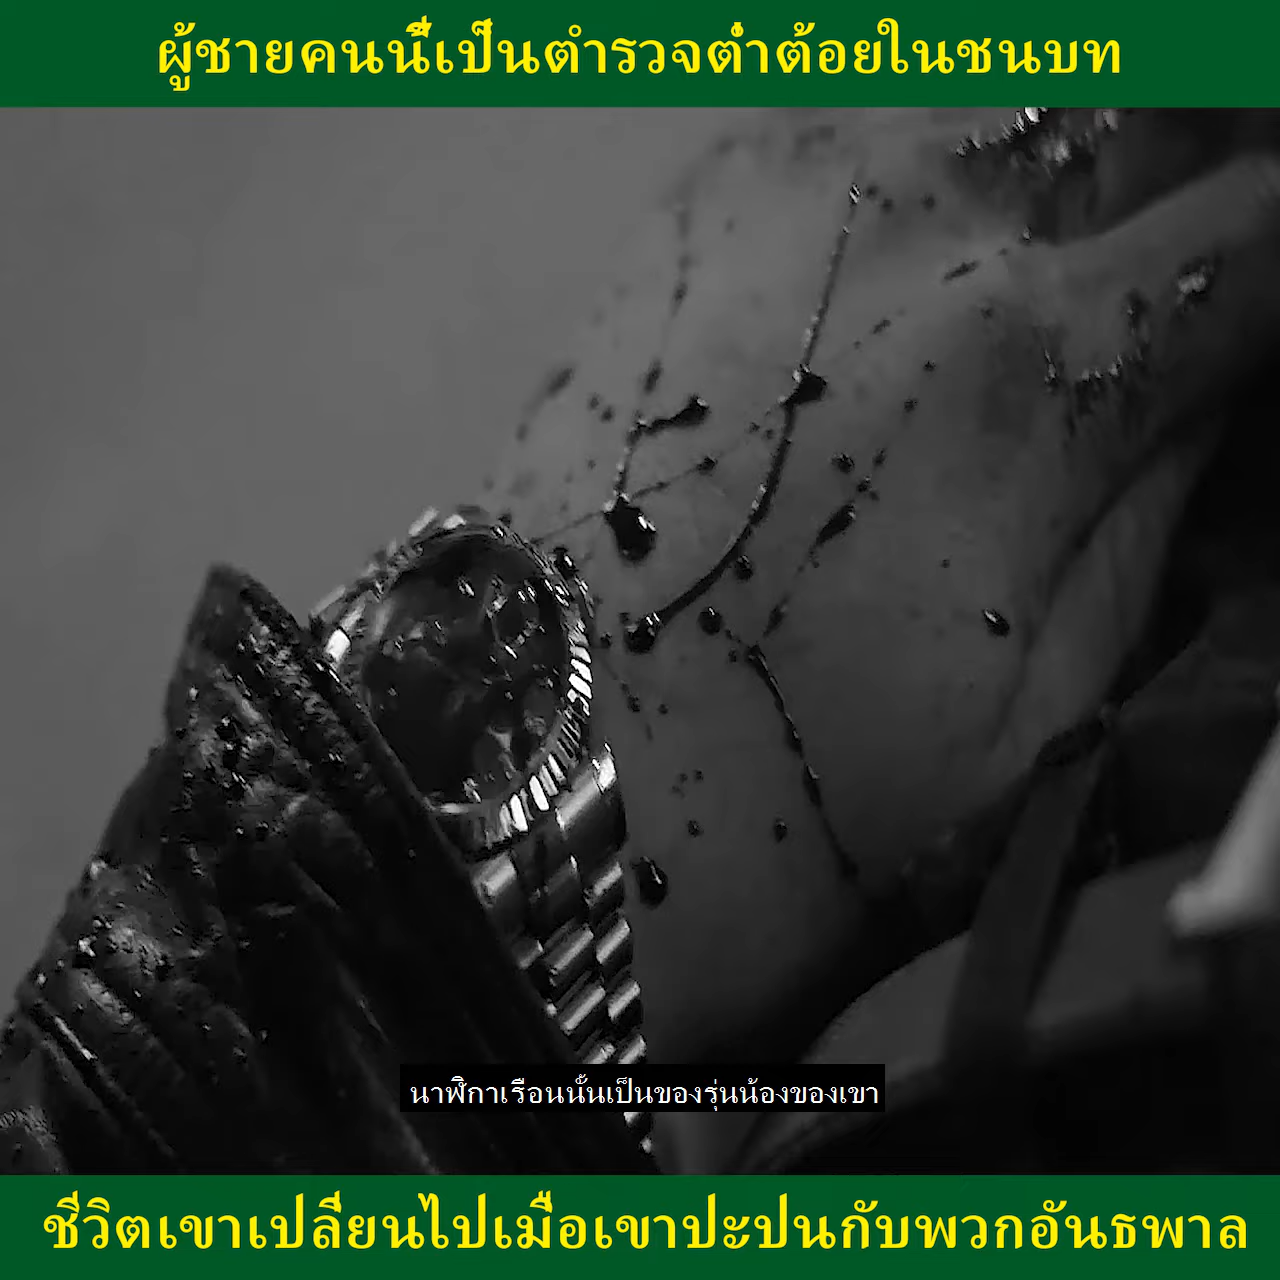 ผู้ชายคนนี้เป็นตำรวจต่ำต้อยในชนบท
นาฬิกาเรือนนั้นเป็นของรุ่นน้องของเขา
ชีวิตเขาเปลี่ยนไปเมื่อเขาปะปนกับพวกอันธพาล